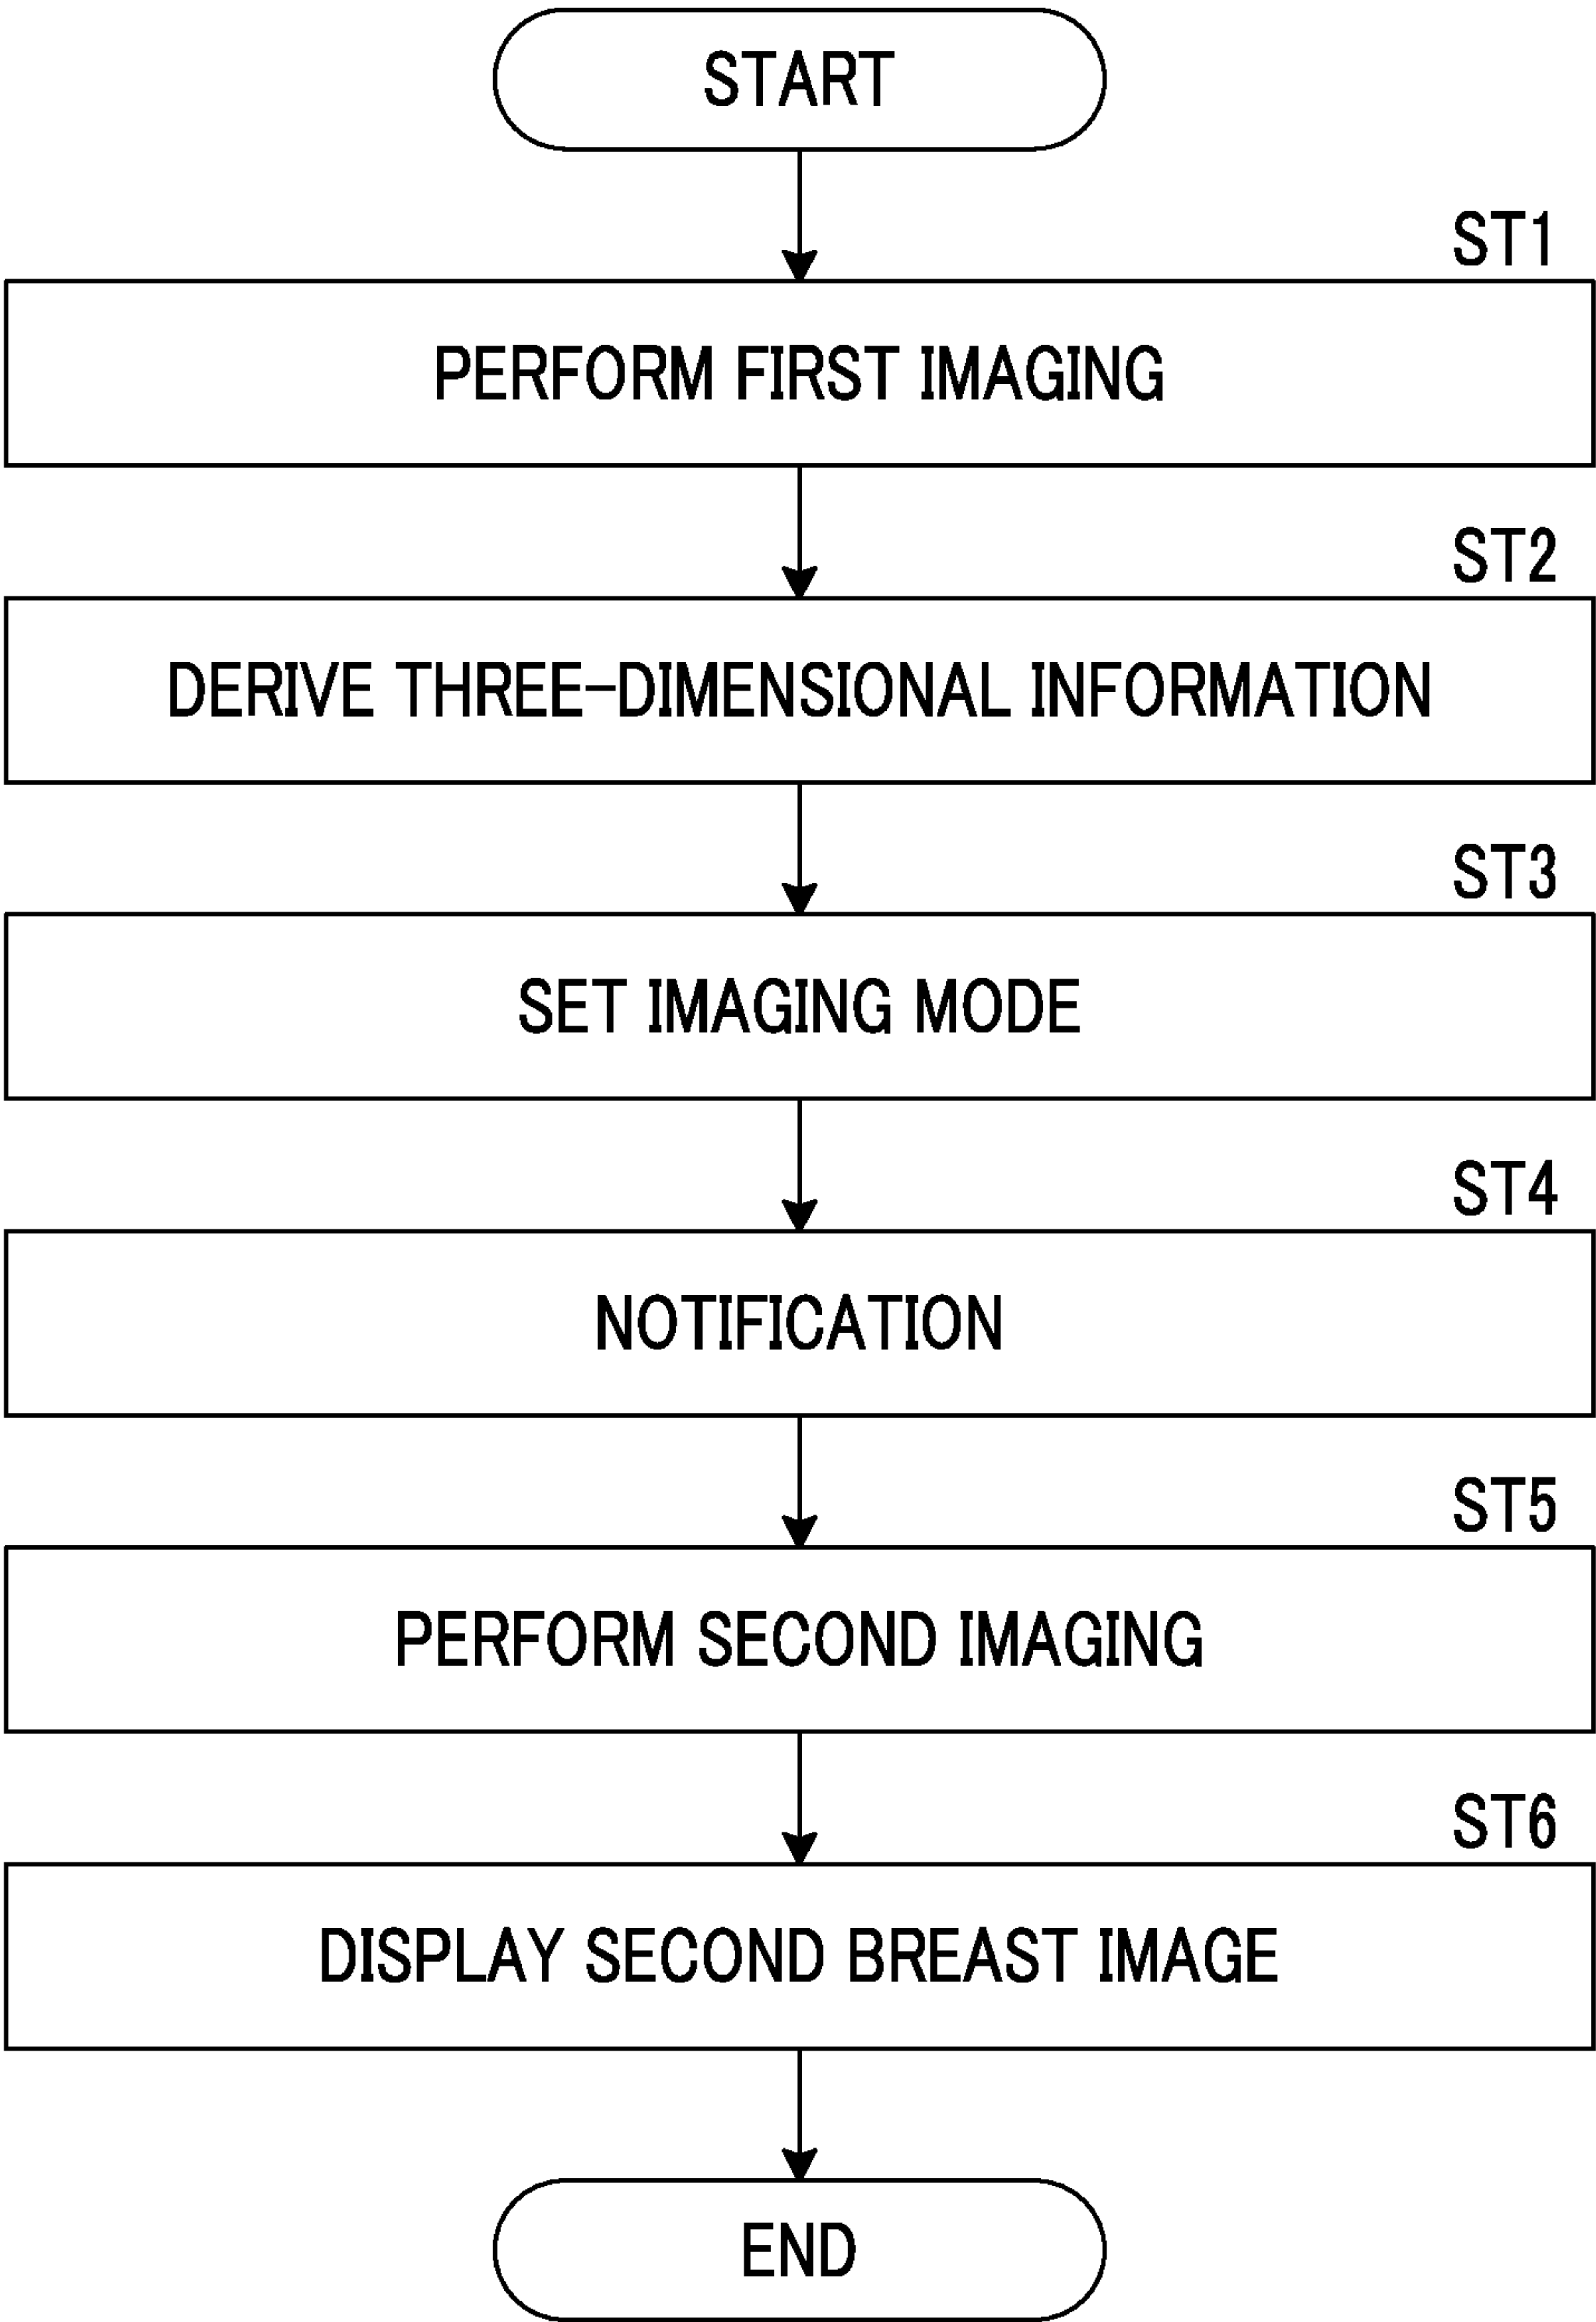 START
ST1
PERFORM FIRST IMAGING
ST2
DERIVE THREE-DIMENSIONAL INFORMATION
ST3
SET IMAGING MODE
ST4
NOTIFICATION
ST5
PERFORM SECOND IMAGING
ST6
DISPLAY SECOND BREAST IMAGE
END